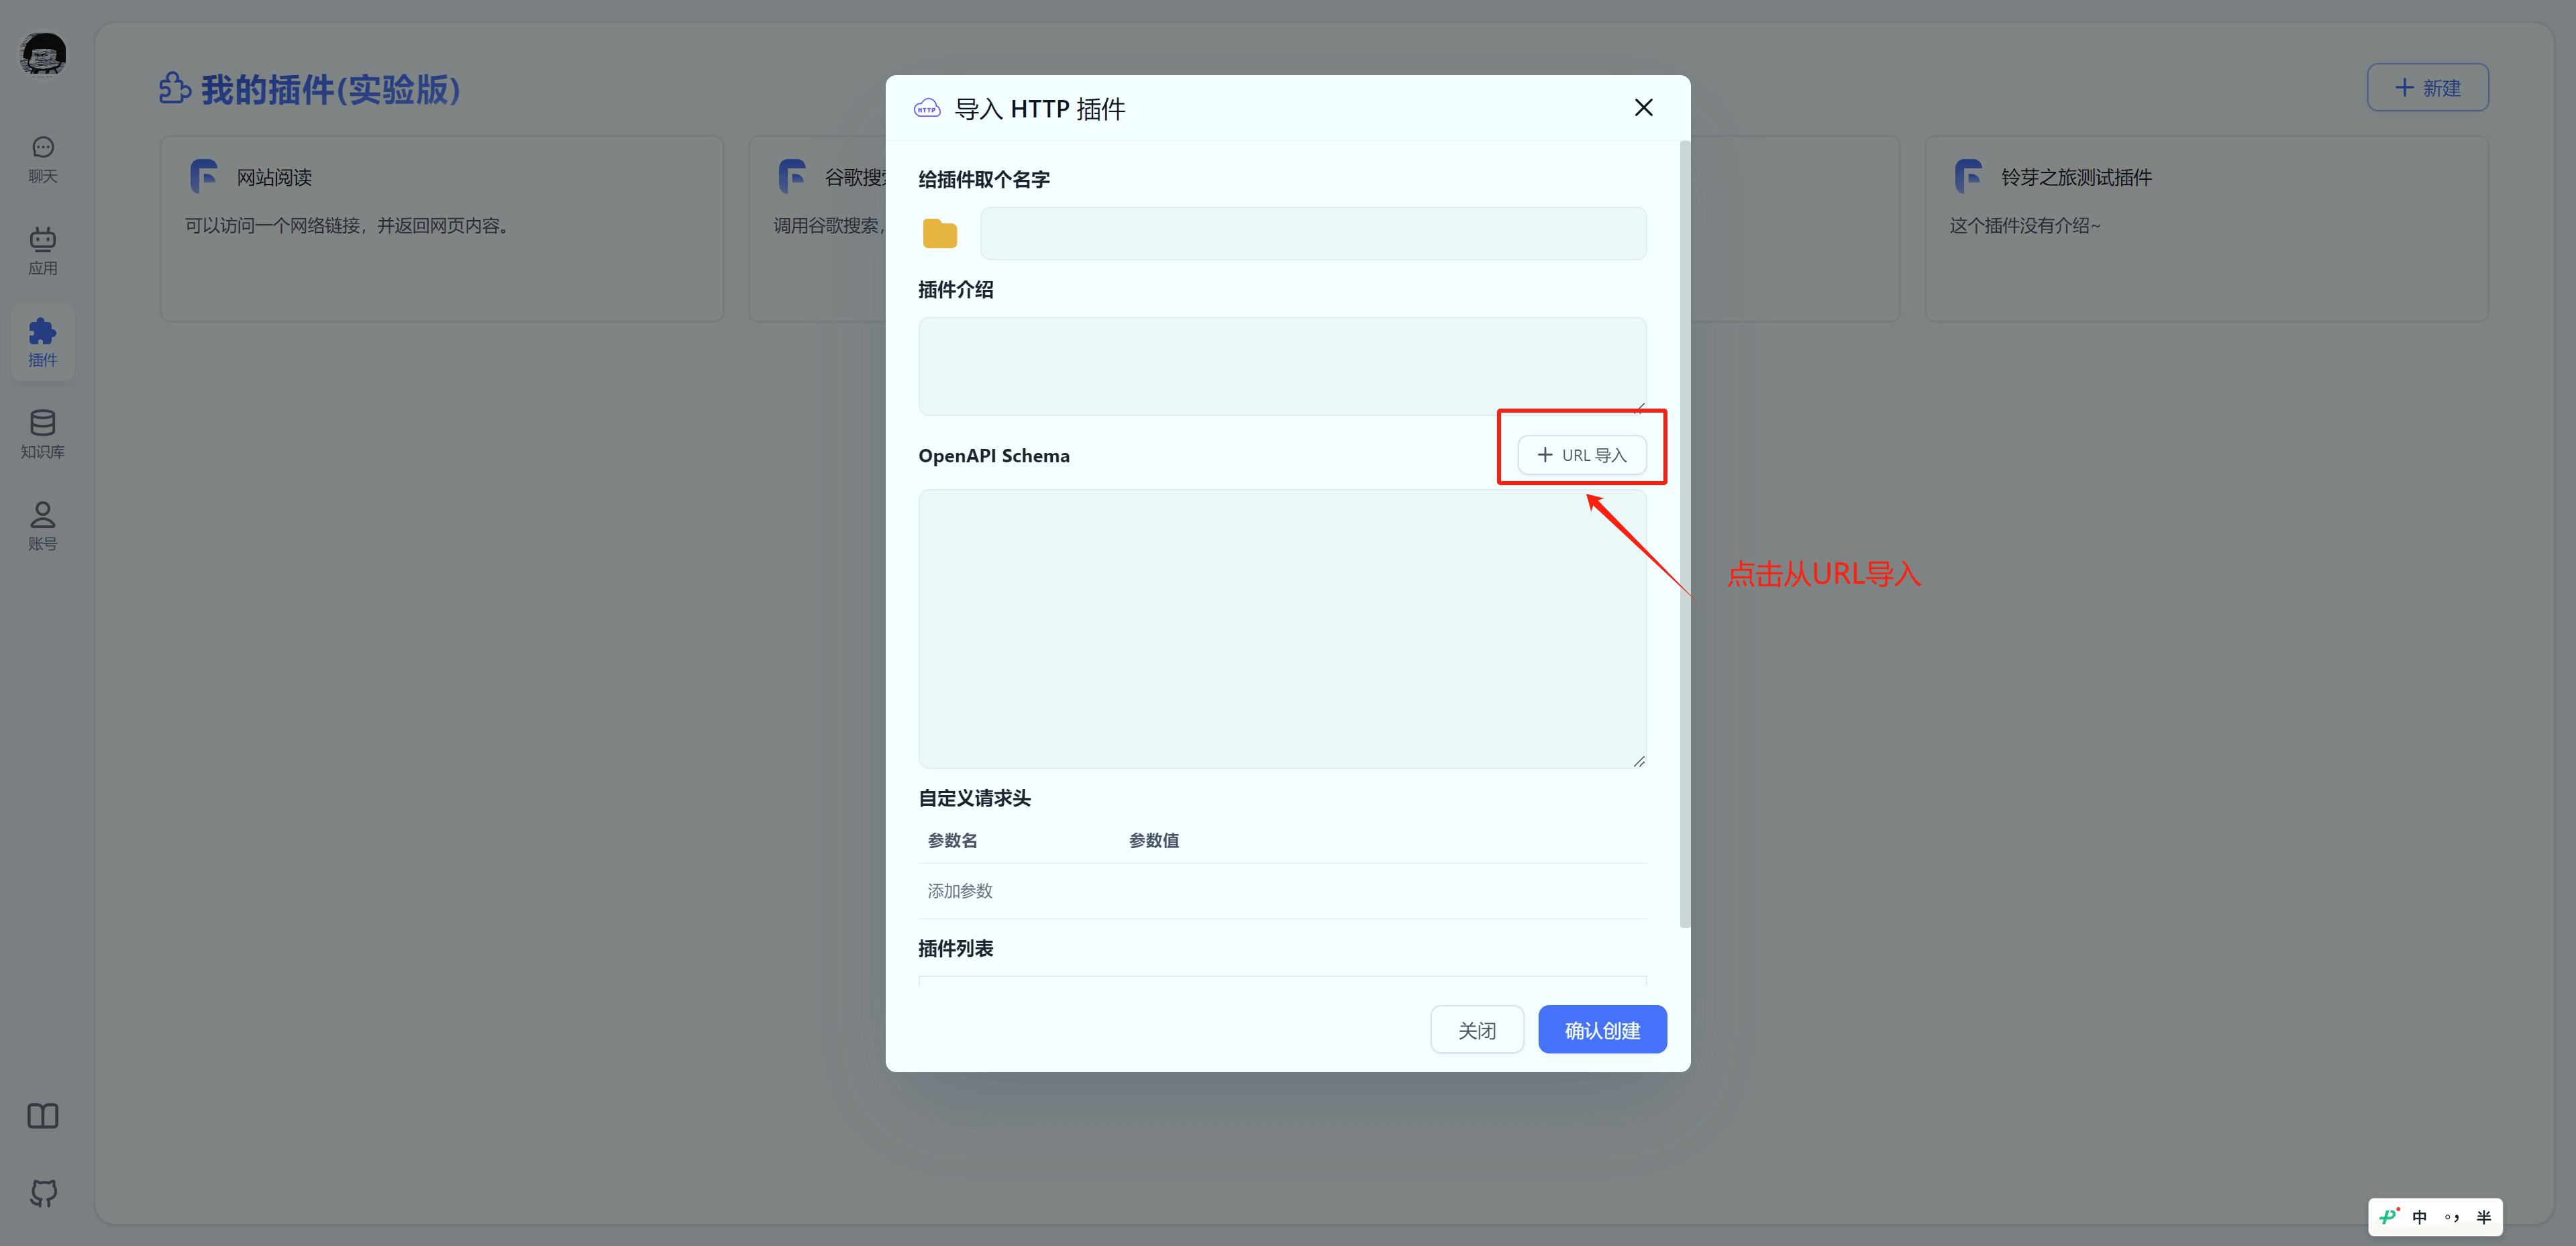 我的插件(实验版)
新建
聊天
应用
插件
知识库
账号
网站阅读
可以访问一个网络链接，并返回网页内容。
谷歌搜
调用谷歌搜索，
铃芽之旅测试插件
这个插件没有介绍~
HTTP
导入 HTTP 插件
给插件取个名字
插件介绍
OpenAPI Schema
URL 导入
点击从URL导入
自定义请求头
参数名 参数值
添加参数
插件列表
关闭
确认创建
中 °， 半